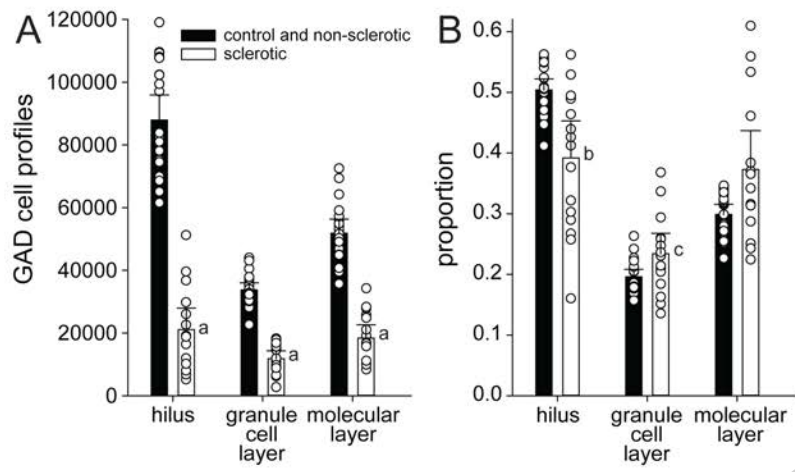 A
control and non-sclerotic
sclerotic
GAD cell profiles
120000
100000
80000
60000
40000
20000
0
a
a
a
hilus
granule
cell
layer
molecular
layer
B
proportion
0.6
0.5
0.4
0.3
0.2
0.1
0.0
b
c
hilus
granule
cell
layer
molecular
layer